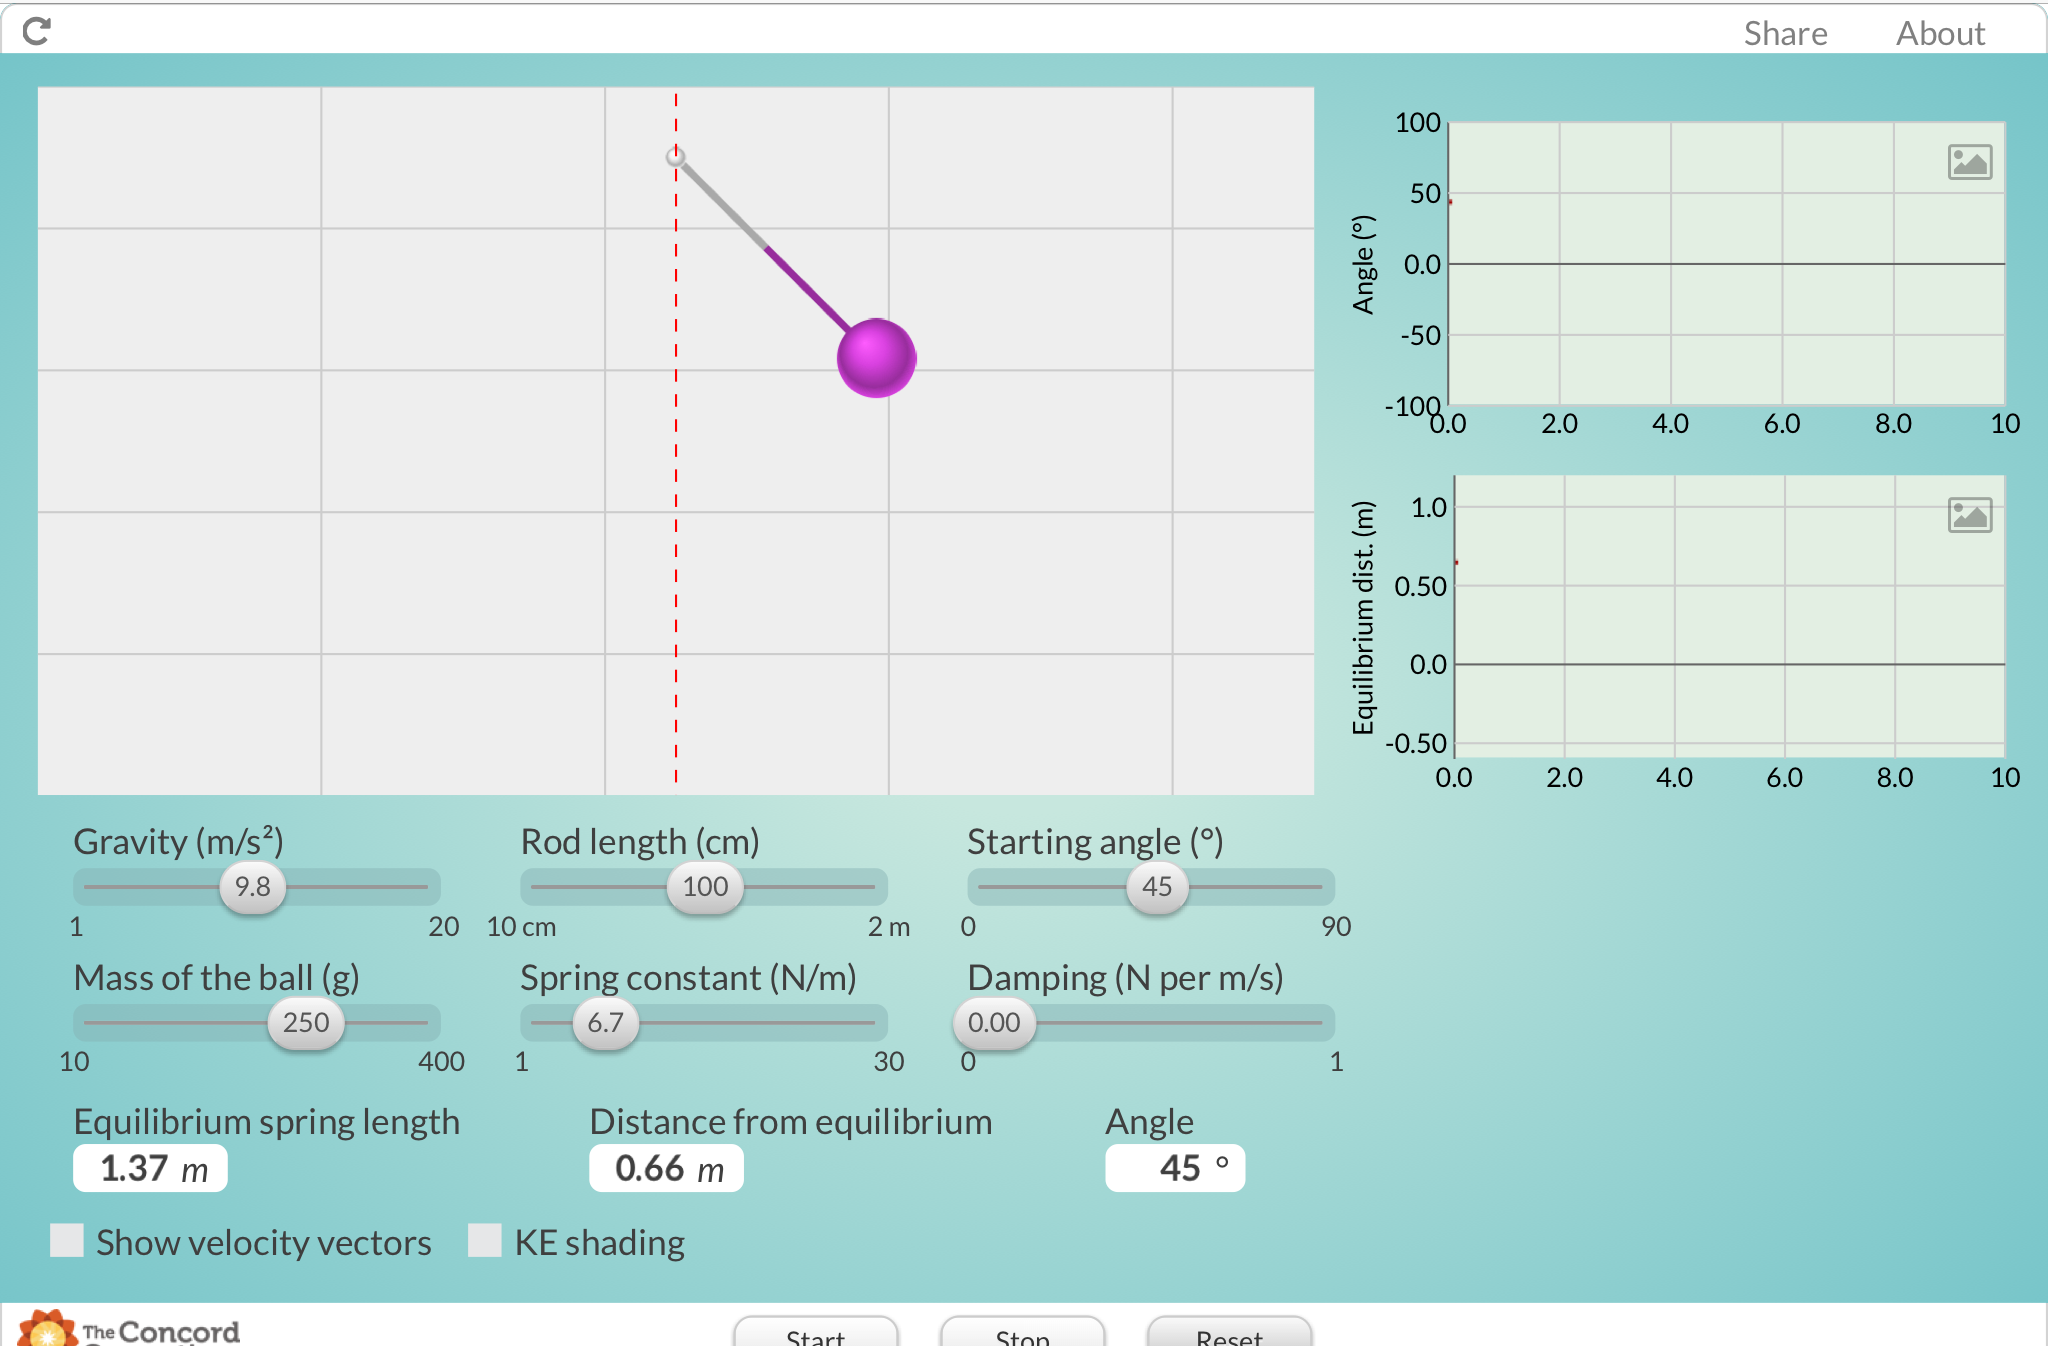 Share About
100
50
0.0
-50
-100
Angle (°)
0.0 2.0 4.0 6.0 8.0 10
1.0
0.50
0.0
-0.50
Equilibrium dist. (m)
0.0 2.0 4.0 6.0 8.0 10
Gravity (m/s²) Rod length (cm) Starting angle (°)
9.8 100 45
1 20 10 cm 2 m 0 90
Mass of the ball (g) Spring constant (N/m) Damping (N per m/s)
250 6.7 0.00
10 400 1 30 0 1
Equilibrium spring length Distance from equilibrium Angle
1.37 m 0.66 m 45 °
Show velocity vectors KE shading
The Concord
Start Stop Reset